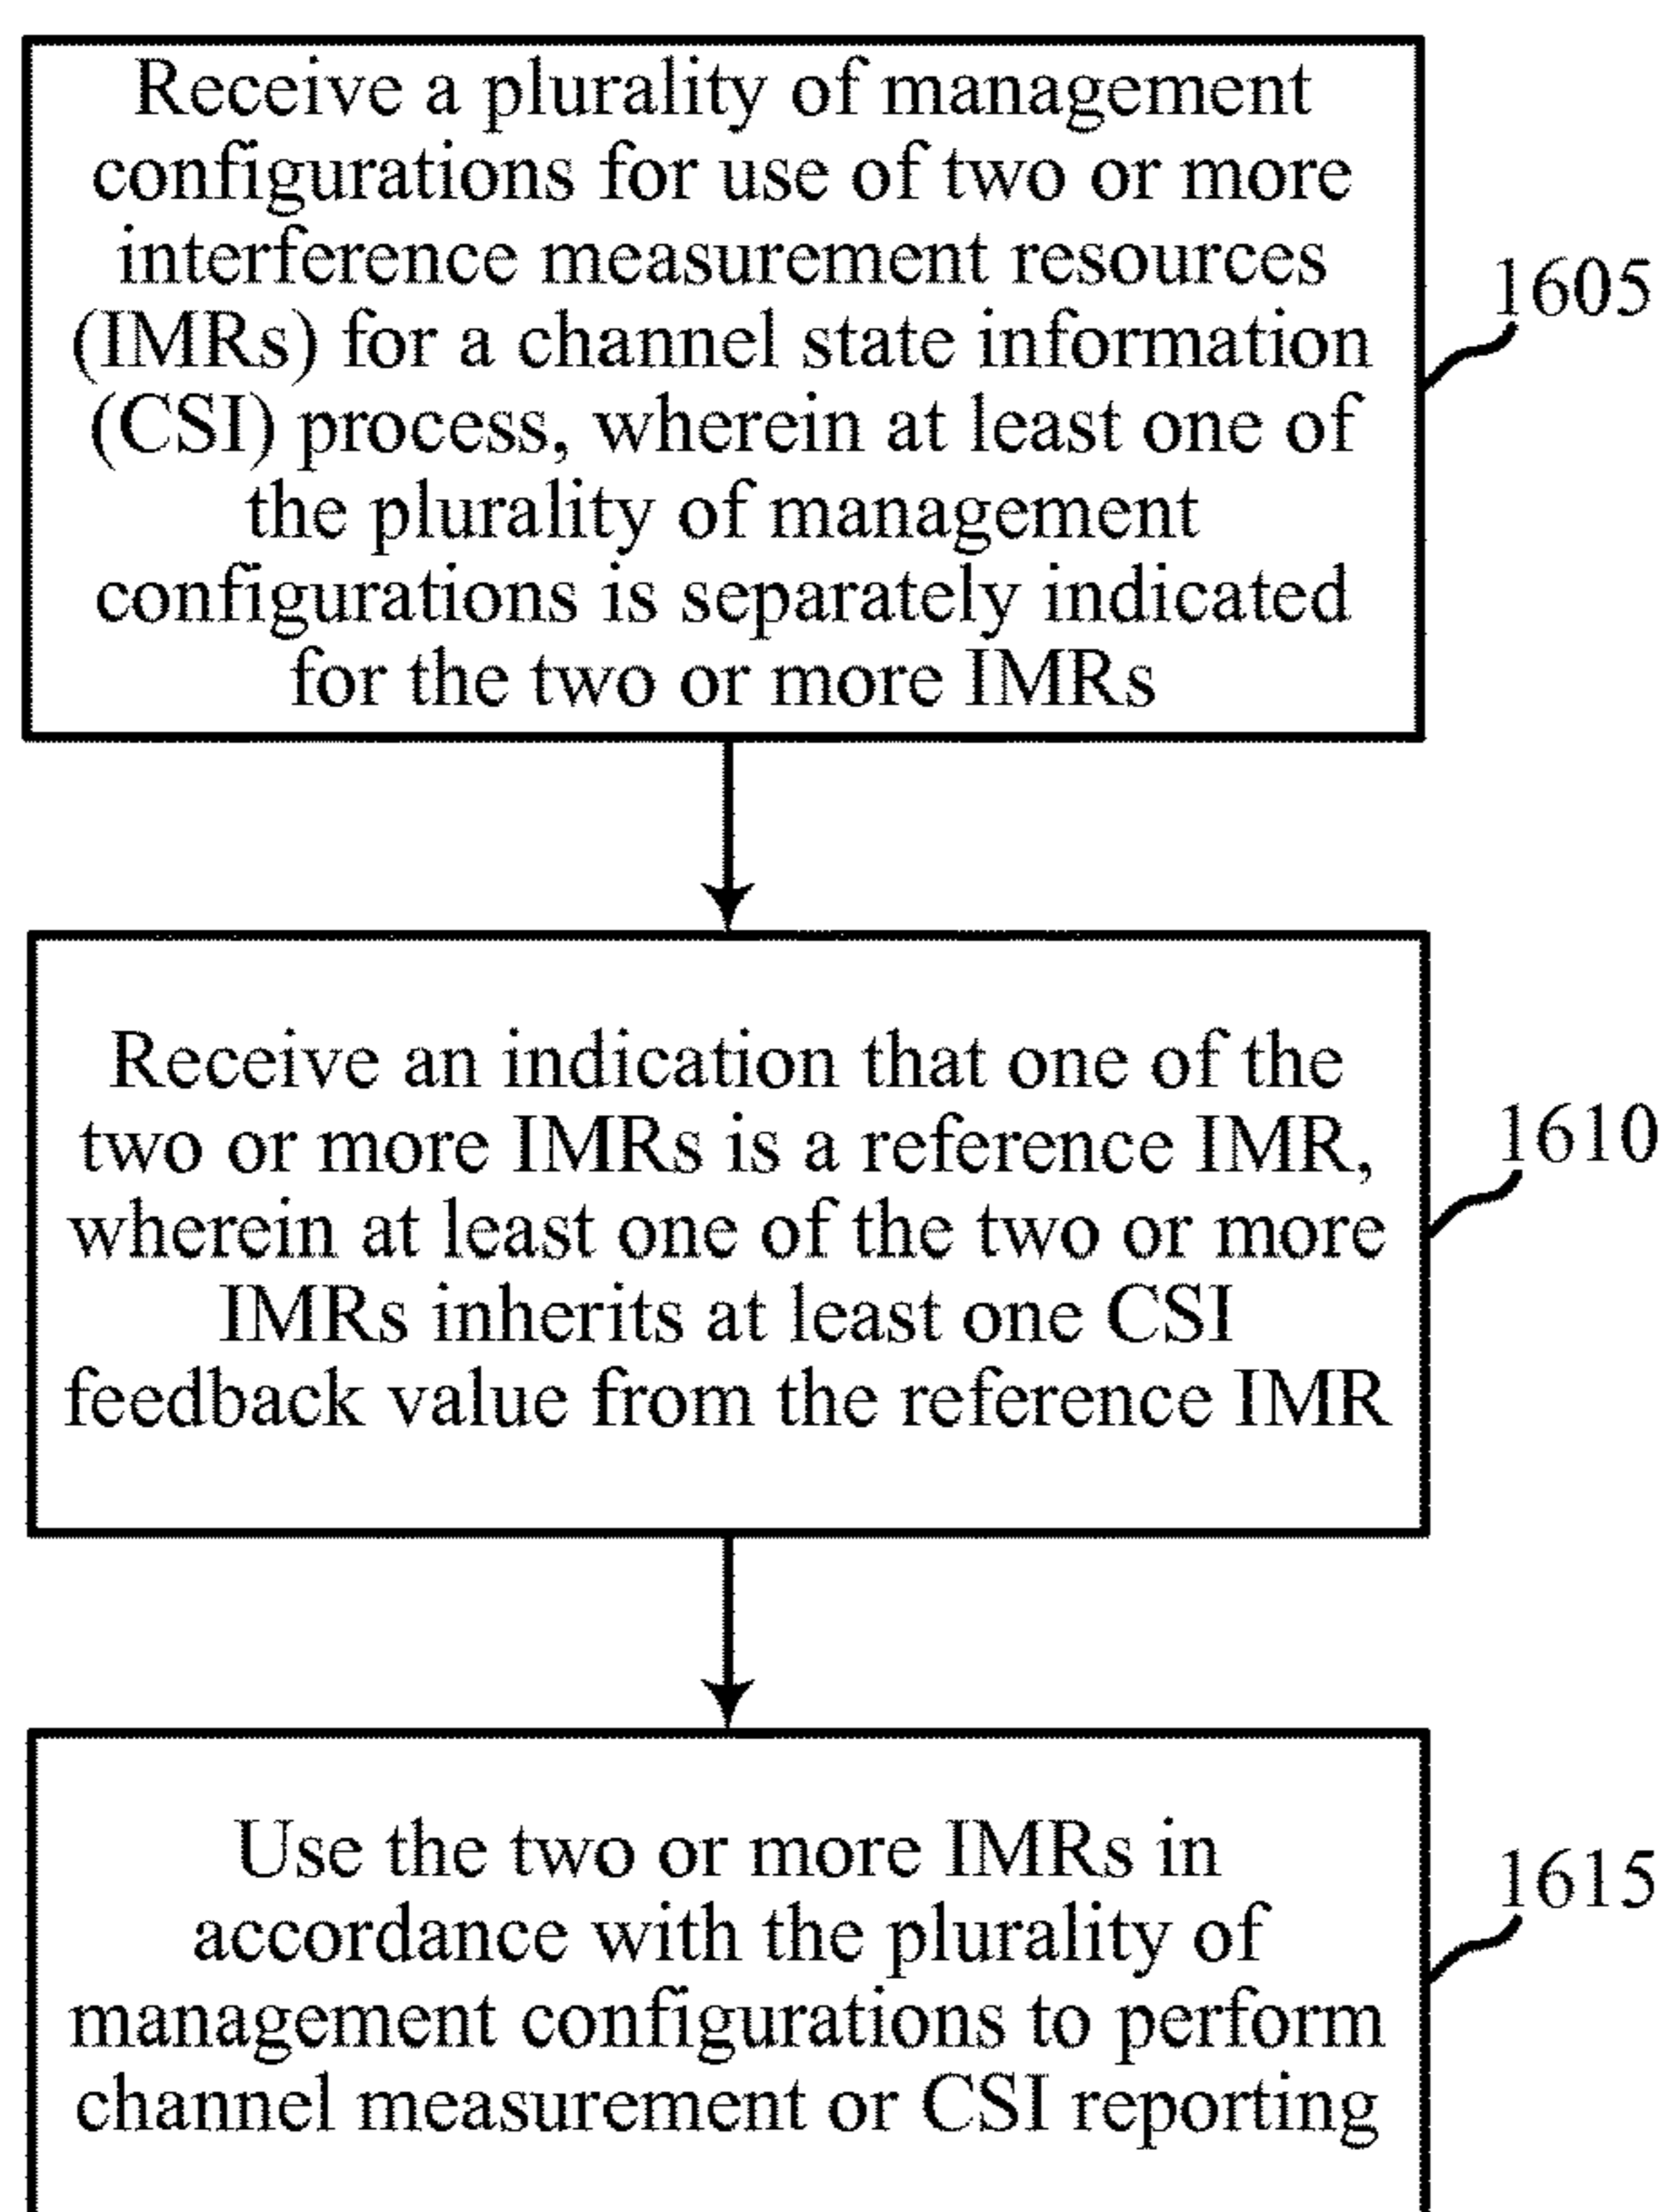 Receive a plurality of management
configurations for use of two or more
interference measurement resources
(IMRs) for a channel state information
(CSI) process, wherein at least one of
the plurality of management
configurations is separately indicated
for the two or more IMRs
1605
Receive an indication that one of the
two or more IMRs is a reference IMR,
wherein at least one of the two or more
IMRs inherits at least one CSI
feedback value from the reference IMR
1610
Use the two or more IMRs in
accordance with the plurality of
management configurations to perform
channel measurement or CSI reporting
1615